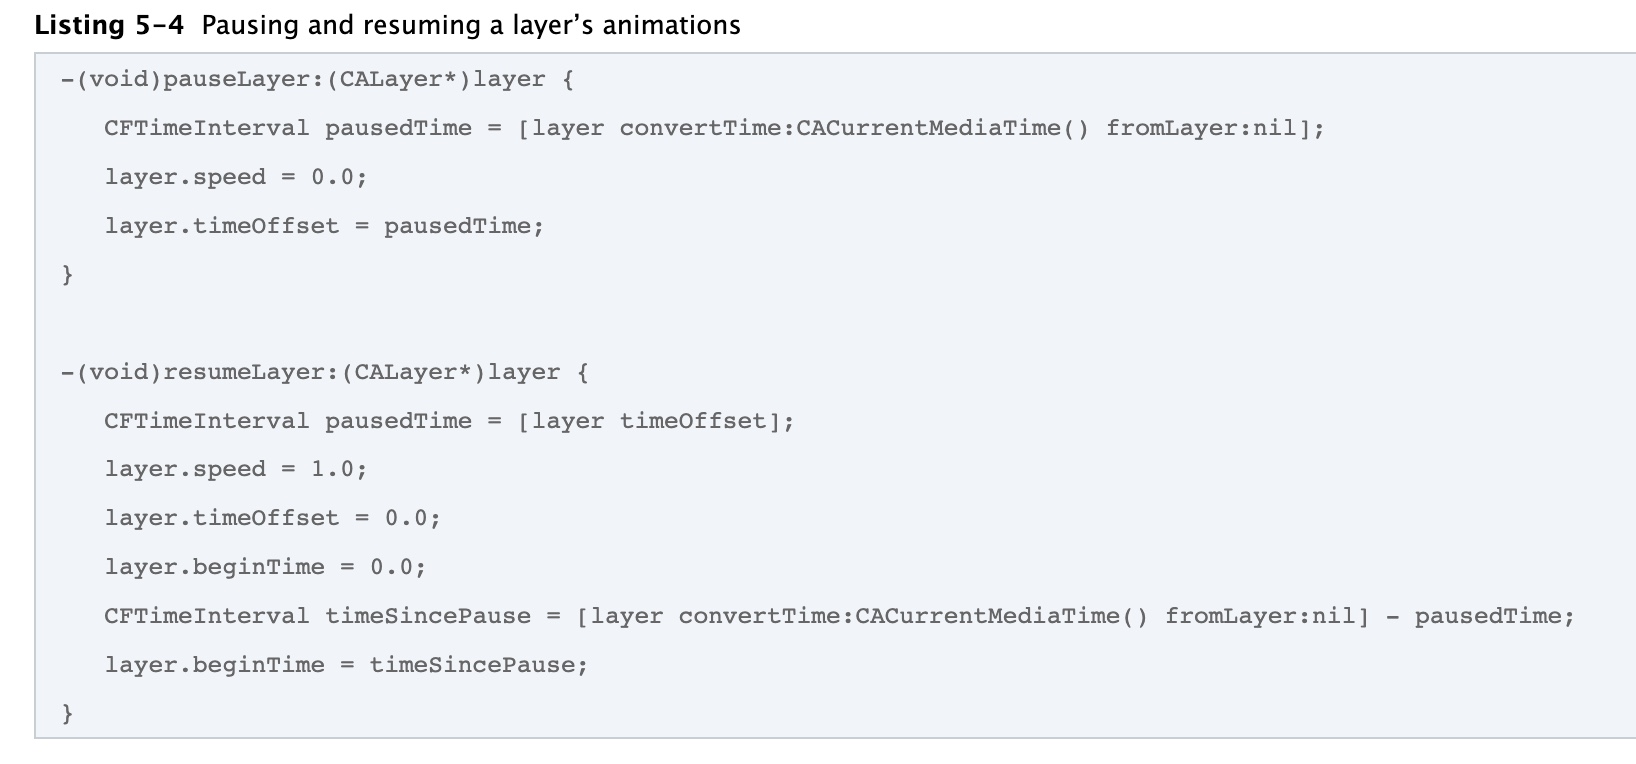 Listing 5-4 Pausing and resuming a layer’s animations
-(void)pauseLayer:(CALayer*)layer {
CFTimeInterval pausedTime = [layer convertTime:CACurrentMediaTime() fromLayer:nil];
layer.speed = 0.0;
layer.timeOffset = pausedTime;
}
-(void)resumeLayer:(CALayer*)layer {
CFTimeInterval pausedTime = [layer timeOffset];
layer.speed = 1.0;
layer.timeOffset = 0.0;
layer.beginTime = 0.0;
CFTimeInterval timeSincePause = [layer convertTime:CACurrentMediaTime() fromLayer:nil] - pausedTime;
layer.beginTime = timeSincePause;
}